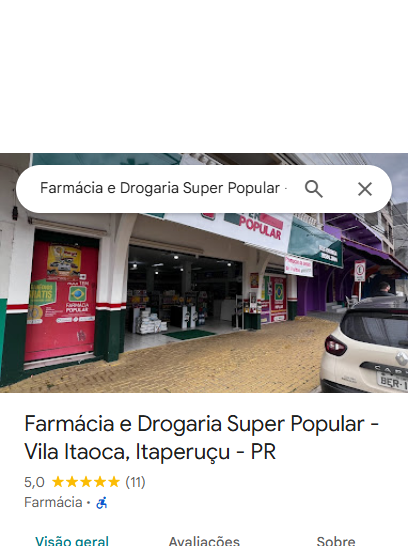 Farmácia e Drogaria Super Popular -
POPULAR
GRÁTIS
FARMÁCIA
POPULAR
Farmácia e Drogaria Super Popular -
Vila Itaoca, Itaperuçu - PR
5,0 ★★★★★ (11)
Farmácia ·
Visão geral
Avaliações
Sobre